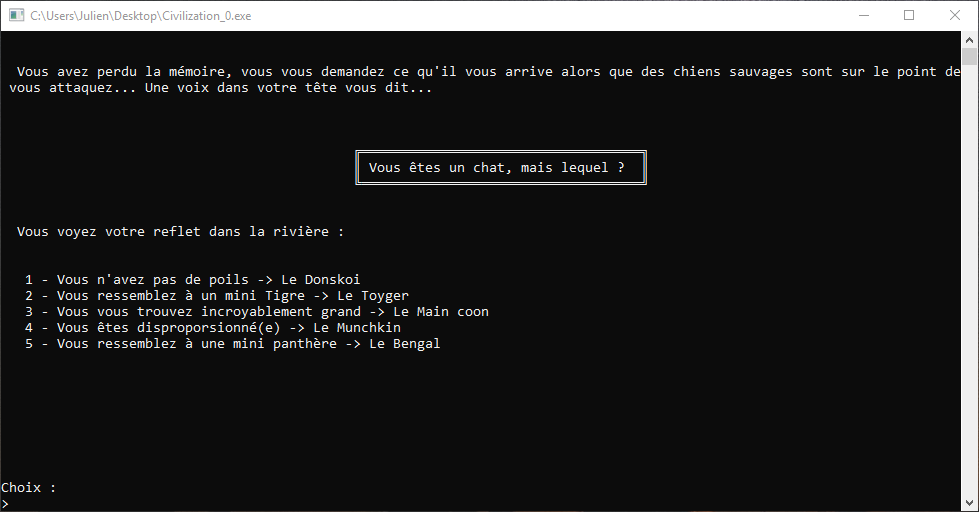 C:\Users\Julien\Desktop\Civilization_0.exe
Vous avez perdu la mémoire, vous vous demandez ce qu'il vous arrive alors que des chiens sauvages sont sur le point de
vous attaquez... Une voix dans votre tête vous dit...
Vous êtes un chat, mais lequel ?
Vous voyez votre reflet dans la rivière :
1 - Vous n'avez pas de poils -> Le Donskoi
2 - Vous ressemblez à un mini Tigre -> Le Toyger
3 - Vous vous trouvez incroyablement grand -> Le Main coon
4 - Vous êtes disproporsionné(e) -> Le Munchkin
5 - Vous ressemblez à une mini panthère -> Le Bengal
Choix :
>